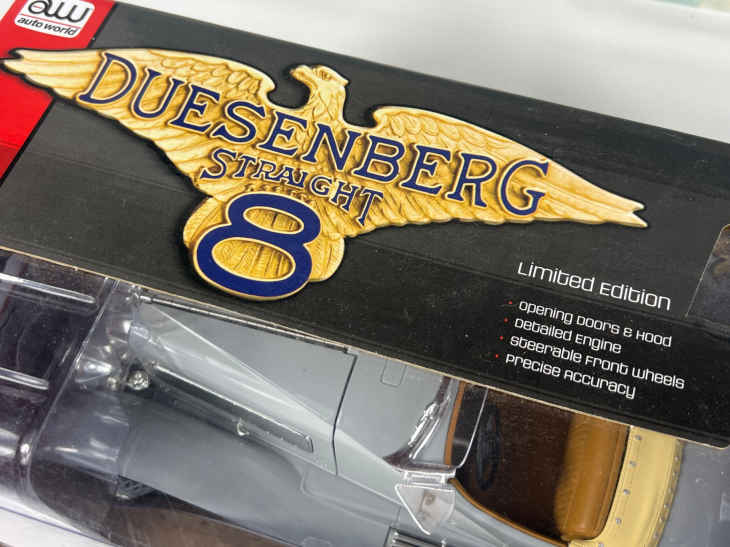 aw
auto world
DUESENBERG
STRAIGHT
8
Limited Edition
Opening Doors & Hood
Detailed Engine
Steerable Front Wheels
Precise Accuracy